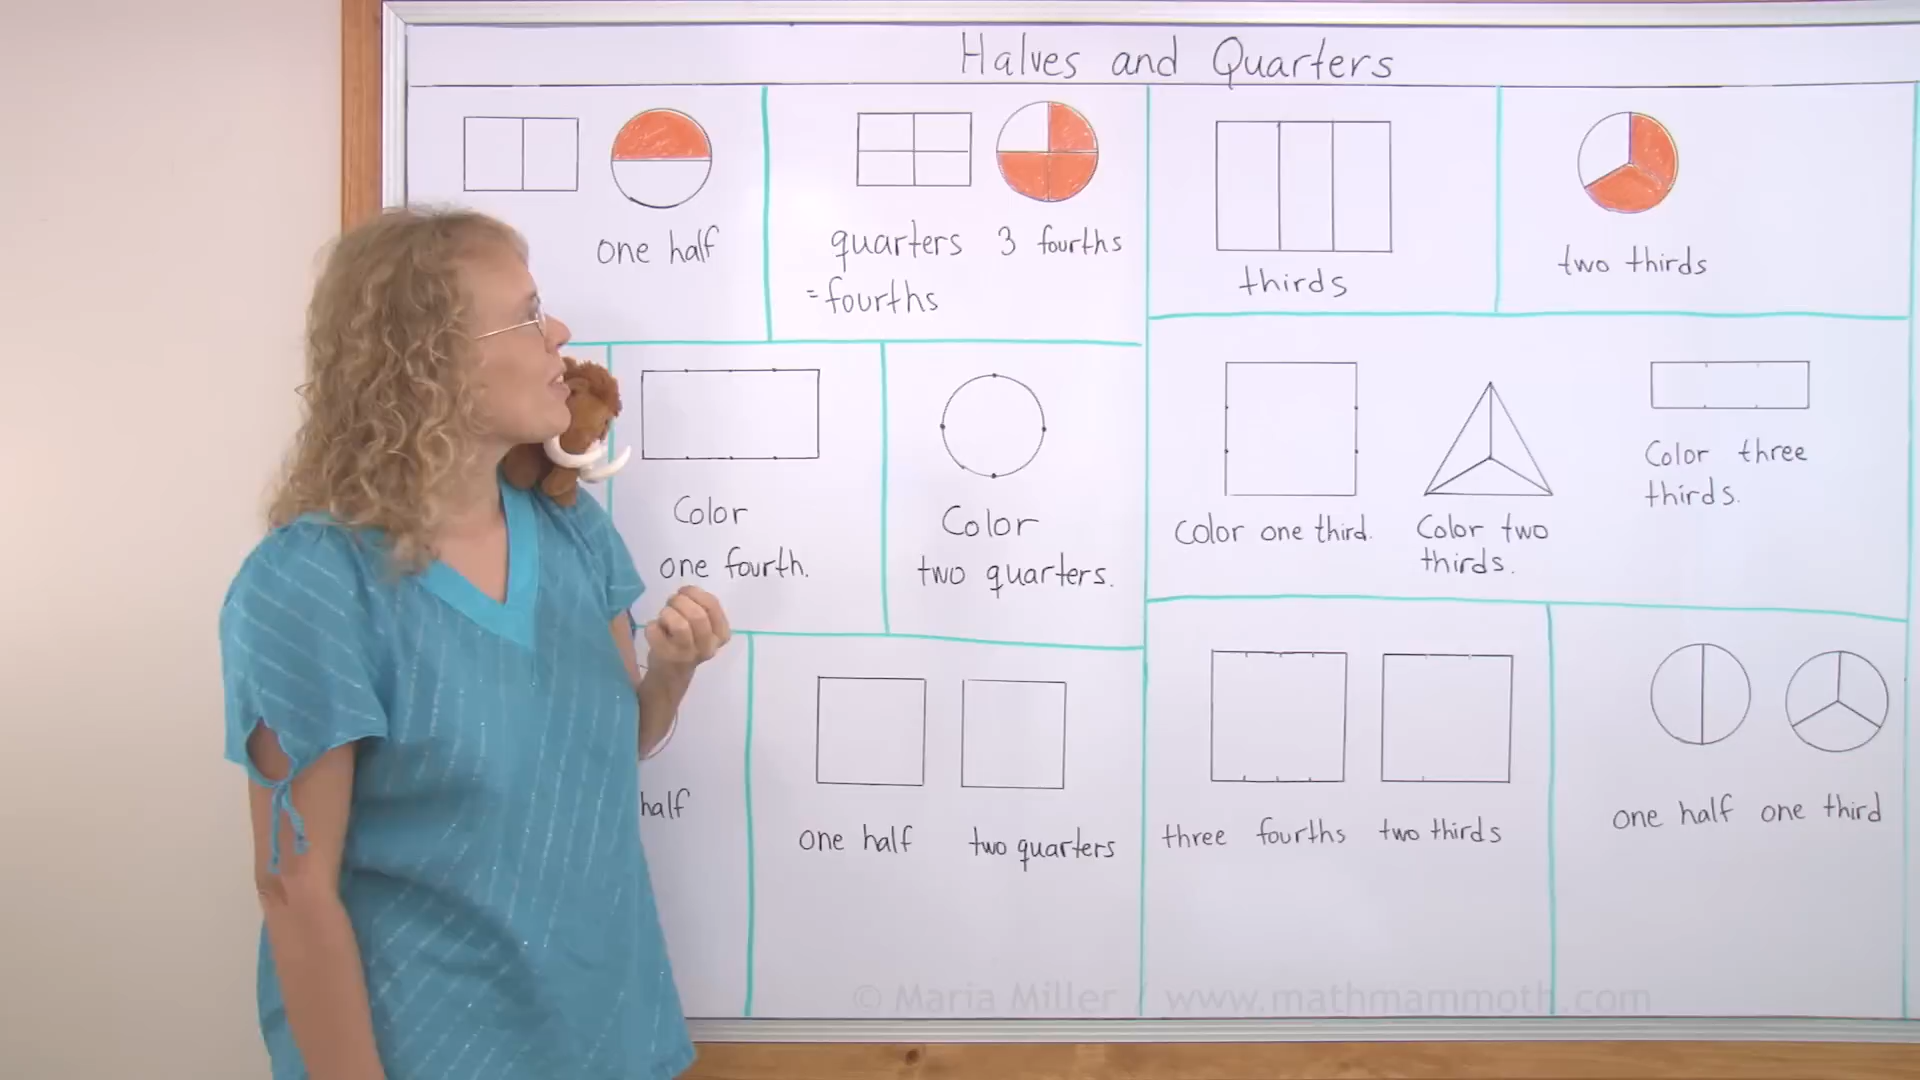 Halves and Quarters
one half
quarters 3 fourths
= fourths
thirds
two thirds
Color
one fourth.
Color
two quarters.
Color one third.
Color two
thirds.
Color three
thirds.
half
one half two quarters
three fourths two thirds
one half one third
© Maria Miller / www.mathmammoth.com